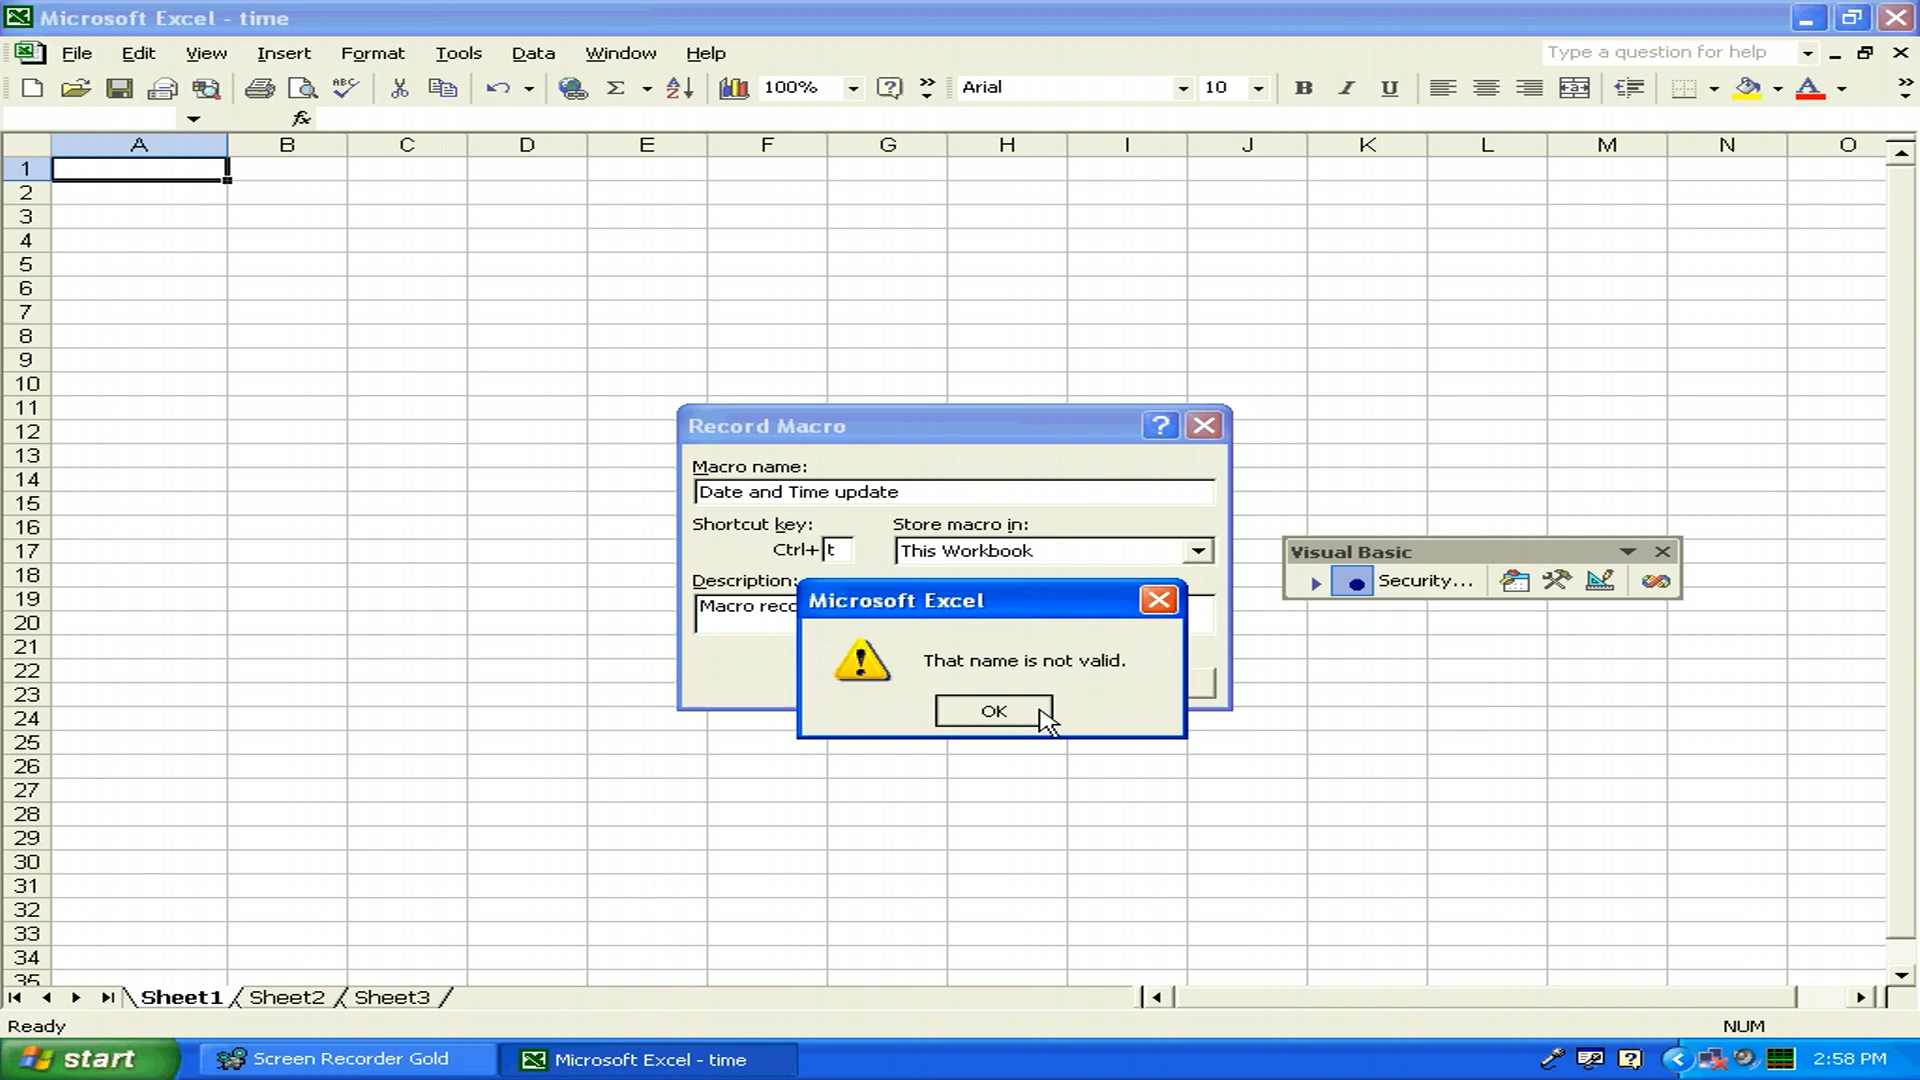 Microsoft Excel - time
File Edit View Insert Format Tools Data Window Help Type a question for help
ABC Σ A Z 100% ? Arial 10 B I U A
fx
A B C D E F G H I J K L M N O
1
2
3
4
5
6
7
8
9
10
11
12
13
14
15
16
17
18
19
20
21
22
23
24
25
26
27
28
29
30
31
32
33
34
35
Record Macro ?
Macro name:
Date and Time update
Shortcut key: Store macro in:
Ctrl+ t This Workbook
Description:
Macro reco
Microsoft Excel
That name is not valid.
OK
Visual Basic
Security...
Sheet1 Sheet2 Sheet3
Ready NUM
start Screen Recorder Gold Microsoft Excel - time 2:58 PM